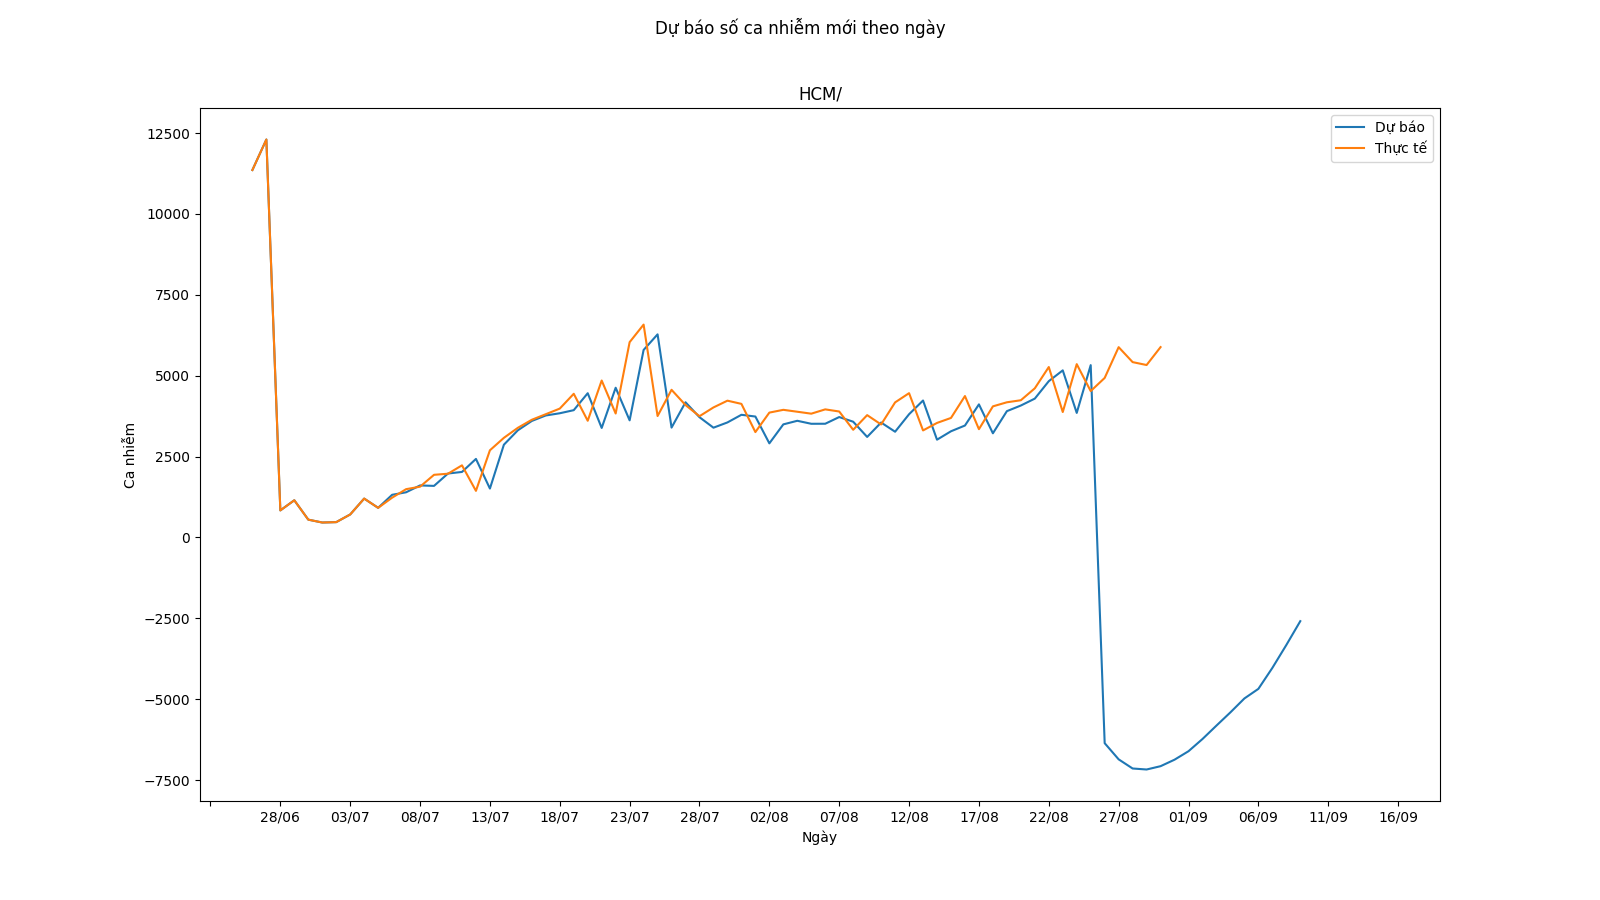 Dự báo số ca nhiễm mới theo ngày
HCM/
Dự báo
Thực tế
12500
10000
7500
5000
2500
0
−2500
−5000
−7500
Ca nhiễm
28/06 03/07 08/07 13/07 18/07 23/07 28/07 02/08 07/08 12/08 17/08 22/08 27/08 01/09 06/09 11/09 16/09
Ngày